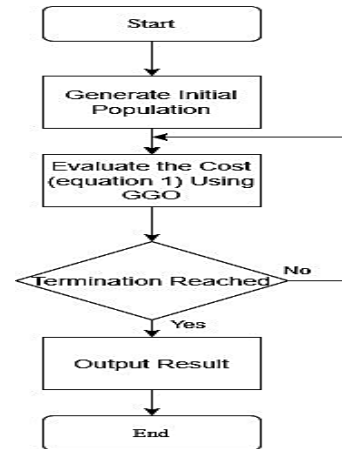 Start
Generate Initial
Population
Evaluate the Cost
(equation 1) Using
GGO
Termination Reached
No
Yes
Output Result
End